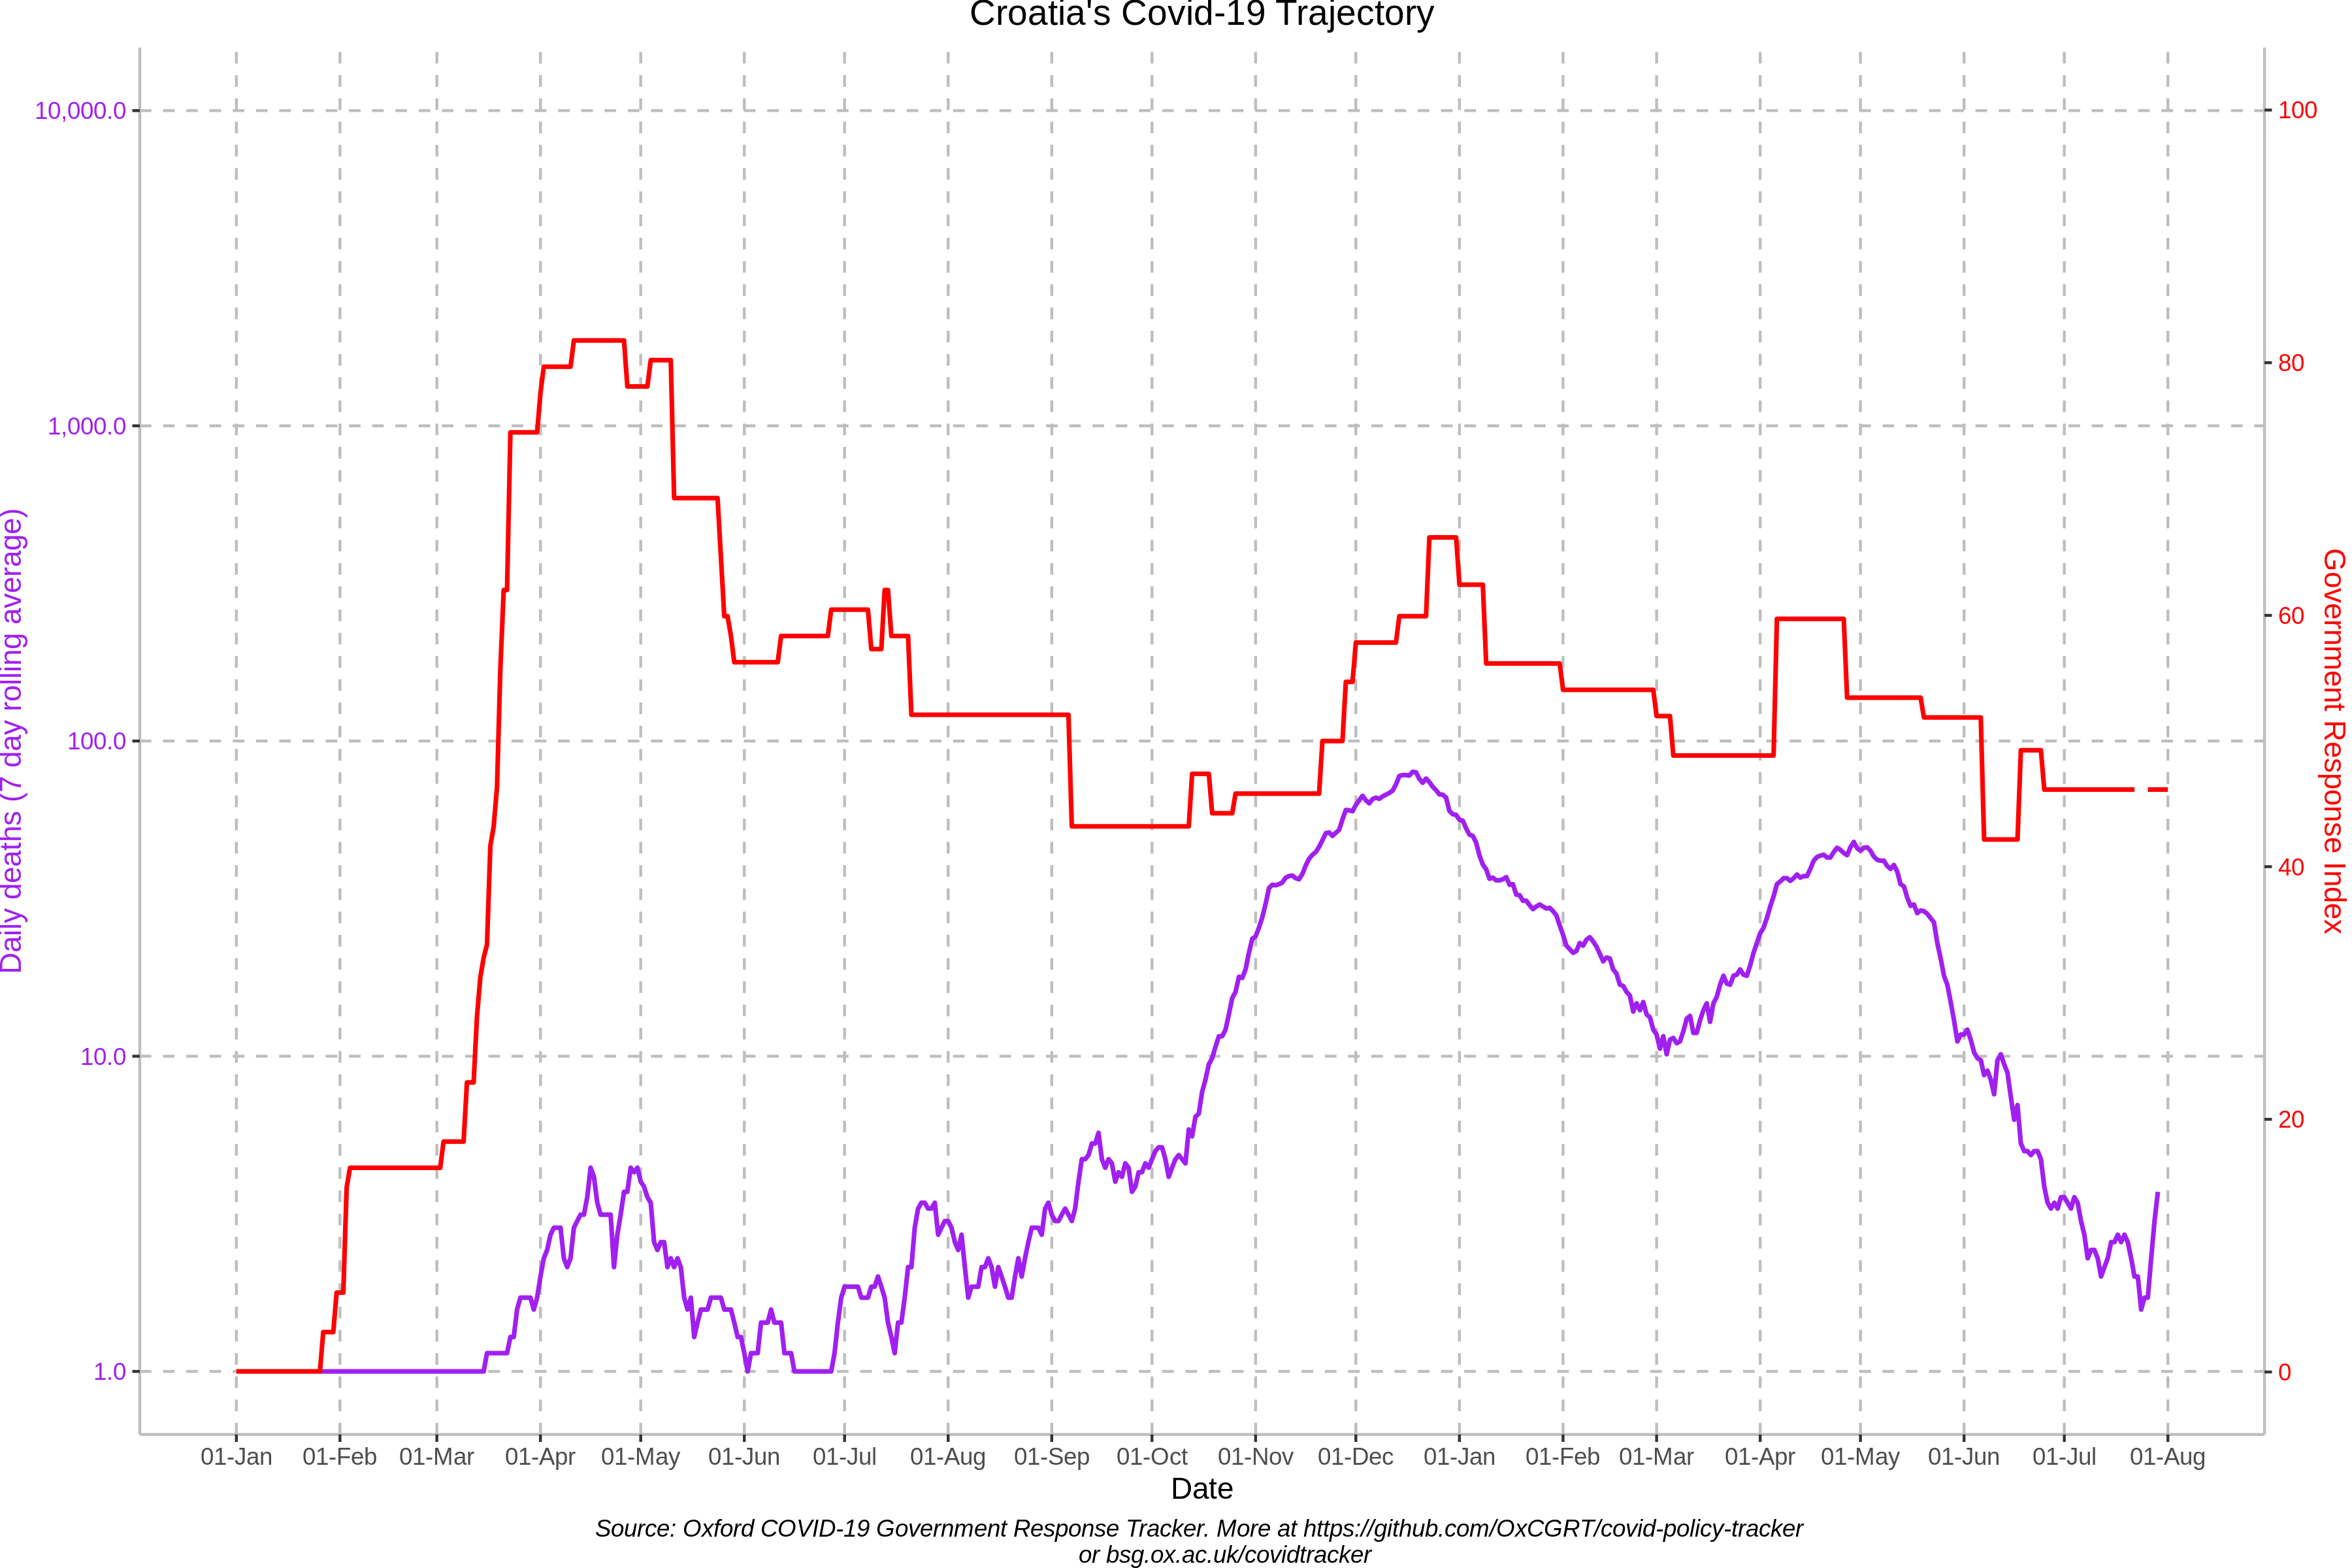 Croatia's Covid-19 Trajectory
10,000.0
1,000.0
100.0
10.0
1.0
Daily deaths (7 day rolling average)
100
80
60
40
20
0
Government Response Index
01-Jan 01-Feb 01-Mar 01-Apr 01-May 01-Jun 01-Jul 01-Aug 01-Sep 01-Oct 01-Nov 01-Dec 01-Jan 01-Feb 01-Mar 01-Apr 01-May 01-Jun 01-Jul 01-Aug
Date
Source: Oxford COVID-19 Government Response Tracker. More at https://github.com/OxCGRT/covid-policy-tracker
or bsg.ox.ac.uk/covidtracker